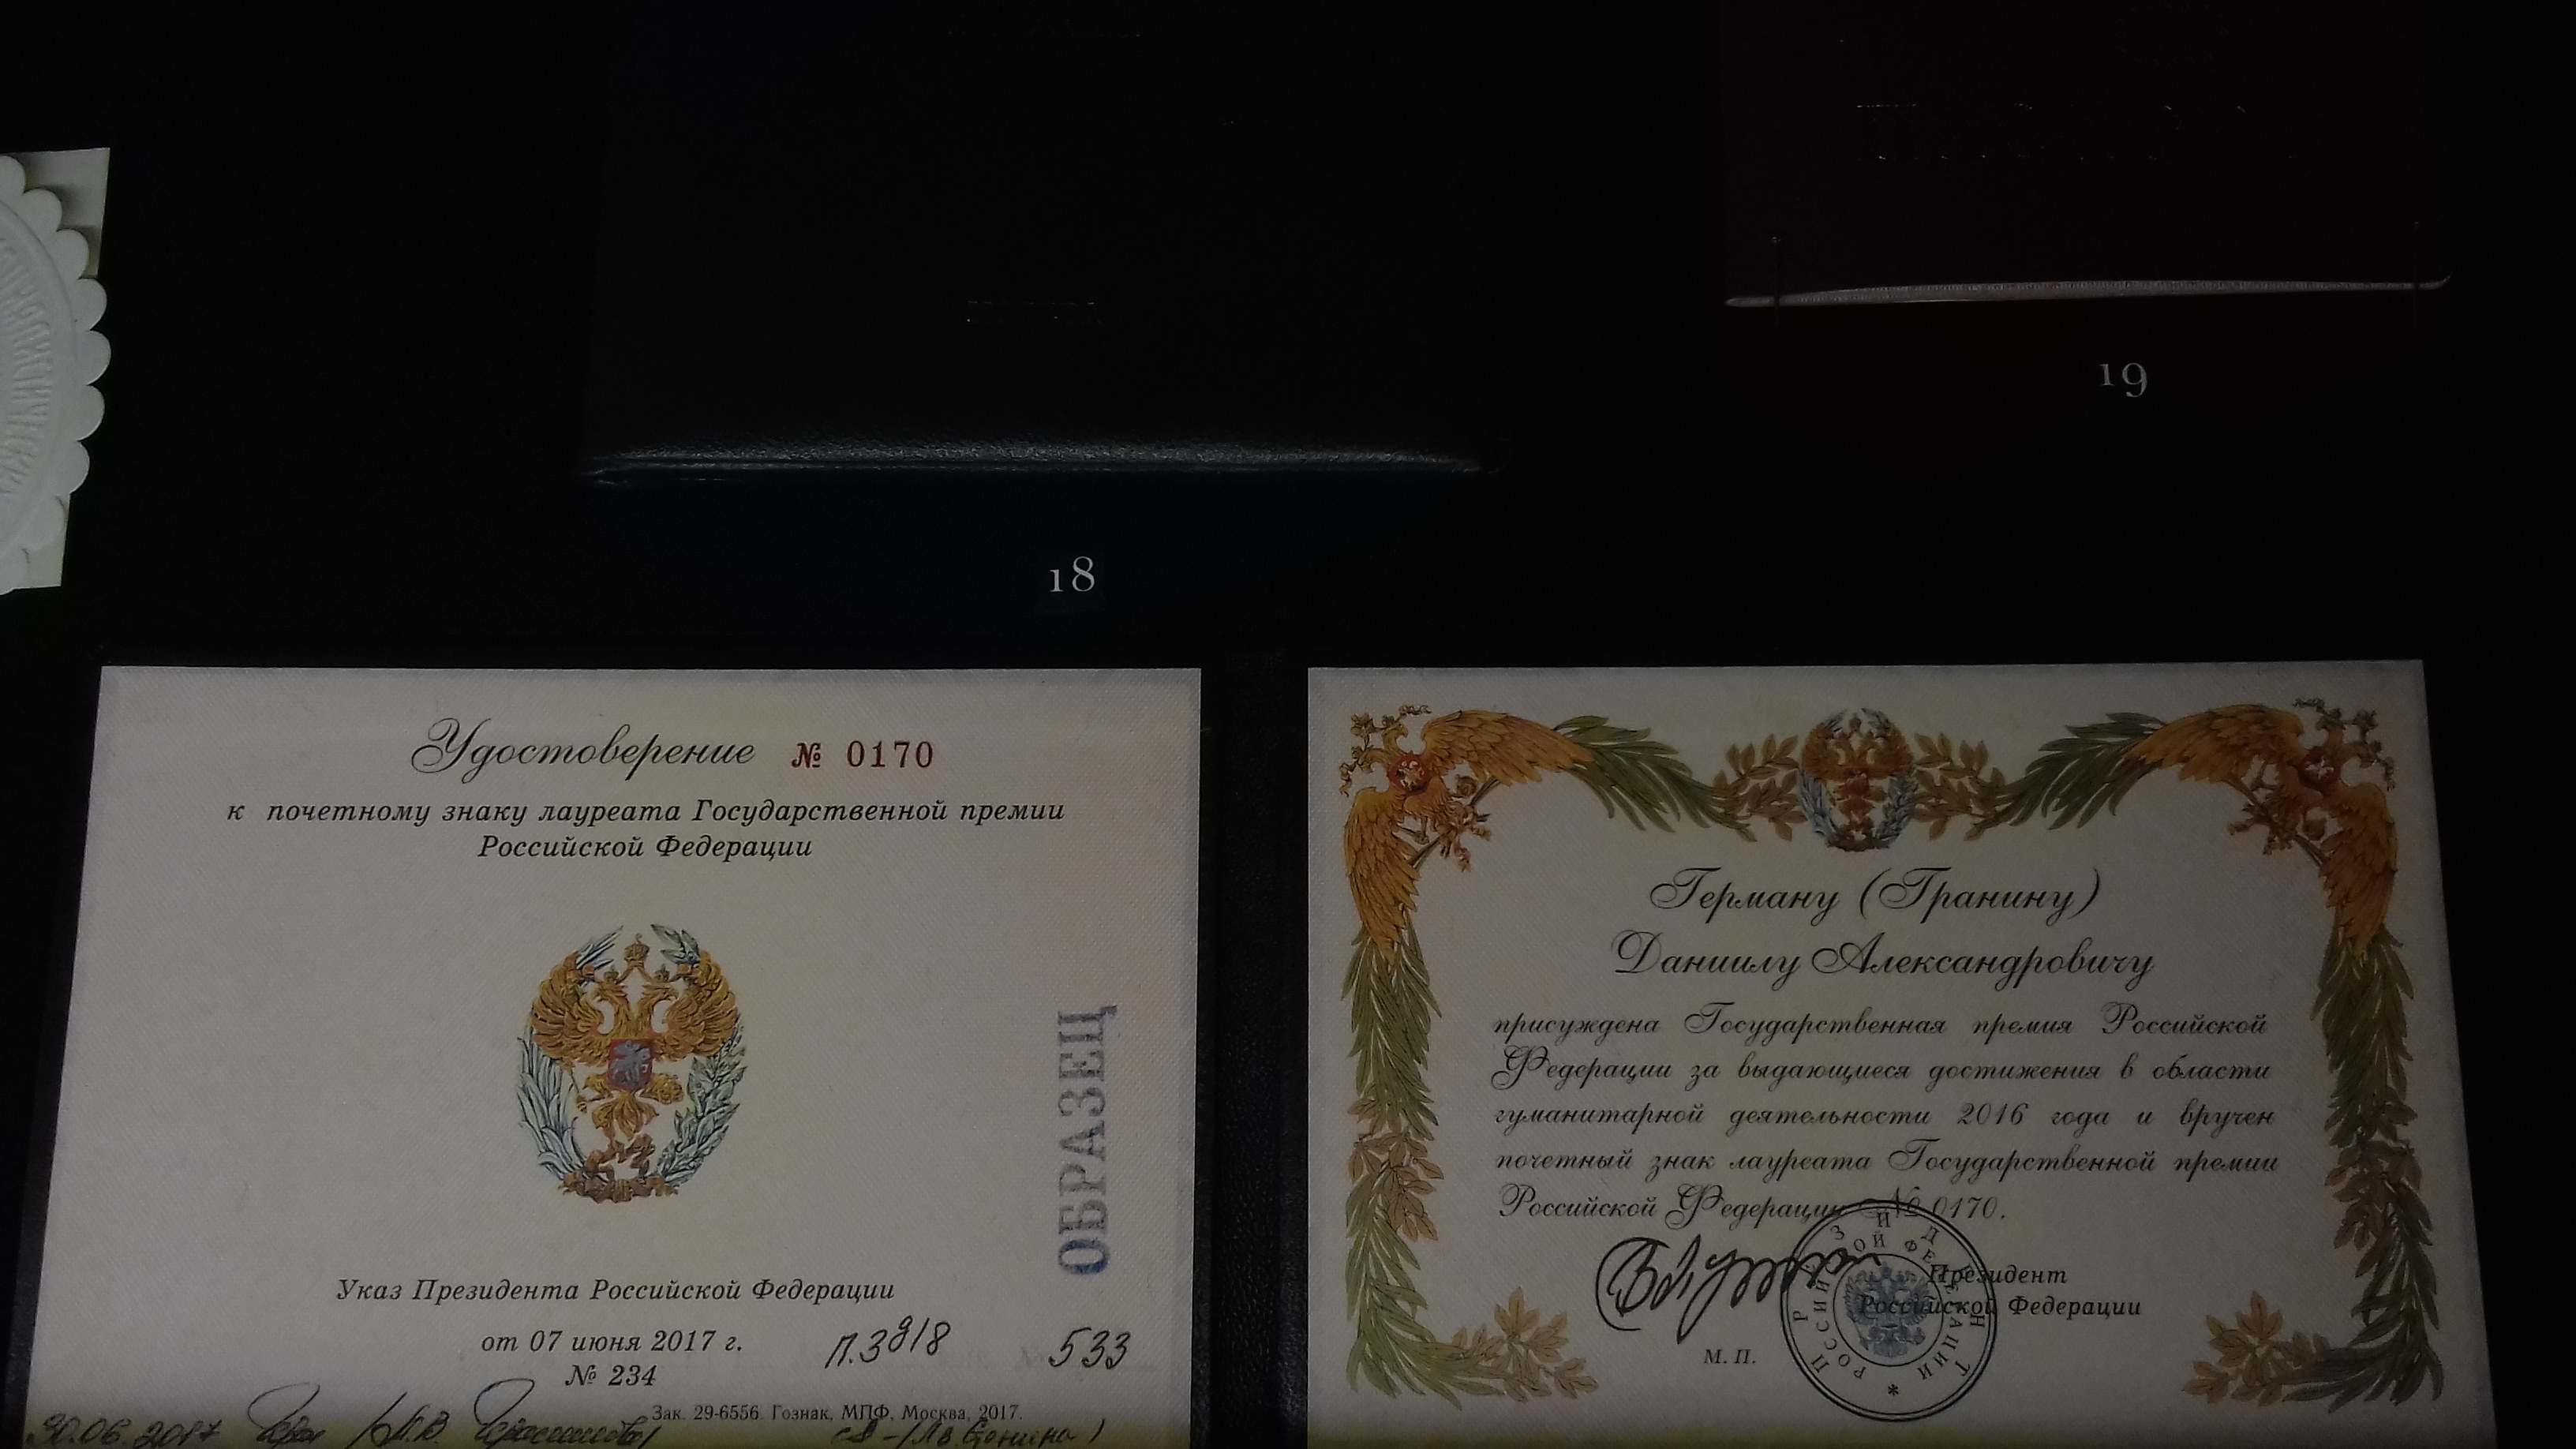 19
18
Удостоверение № 0170
к почетному знаку лауреата Государственной премии
Российской Федерации
ОБРАЗЕЦ
Указ Президента Российской Федерации
от 07 июня 2017 г.
№ 234
533
Зак. 29-6556. Гознак, МПФ, Москва, 2017.
30.06.2017
Герману (Гранину)
Даниилу Александровичу
присуждена Государственная премия Российской
Федерации за выдающиеся достижения в области
гуманитарной деятельности 2016 года и вручен
почетный знак лауреата Государственной премии
Российской Федерации № 0170.
Президент
Российской Федерации
М. П.